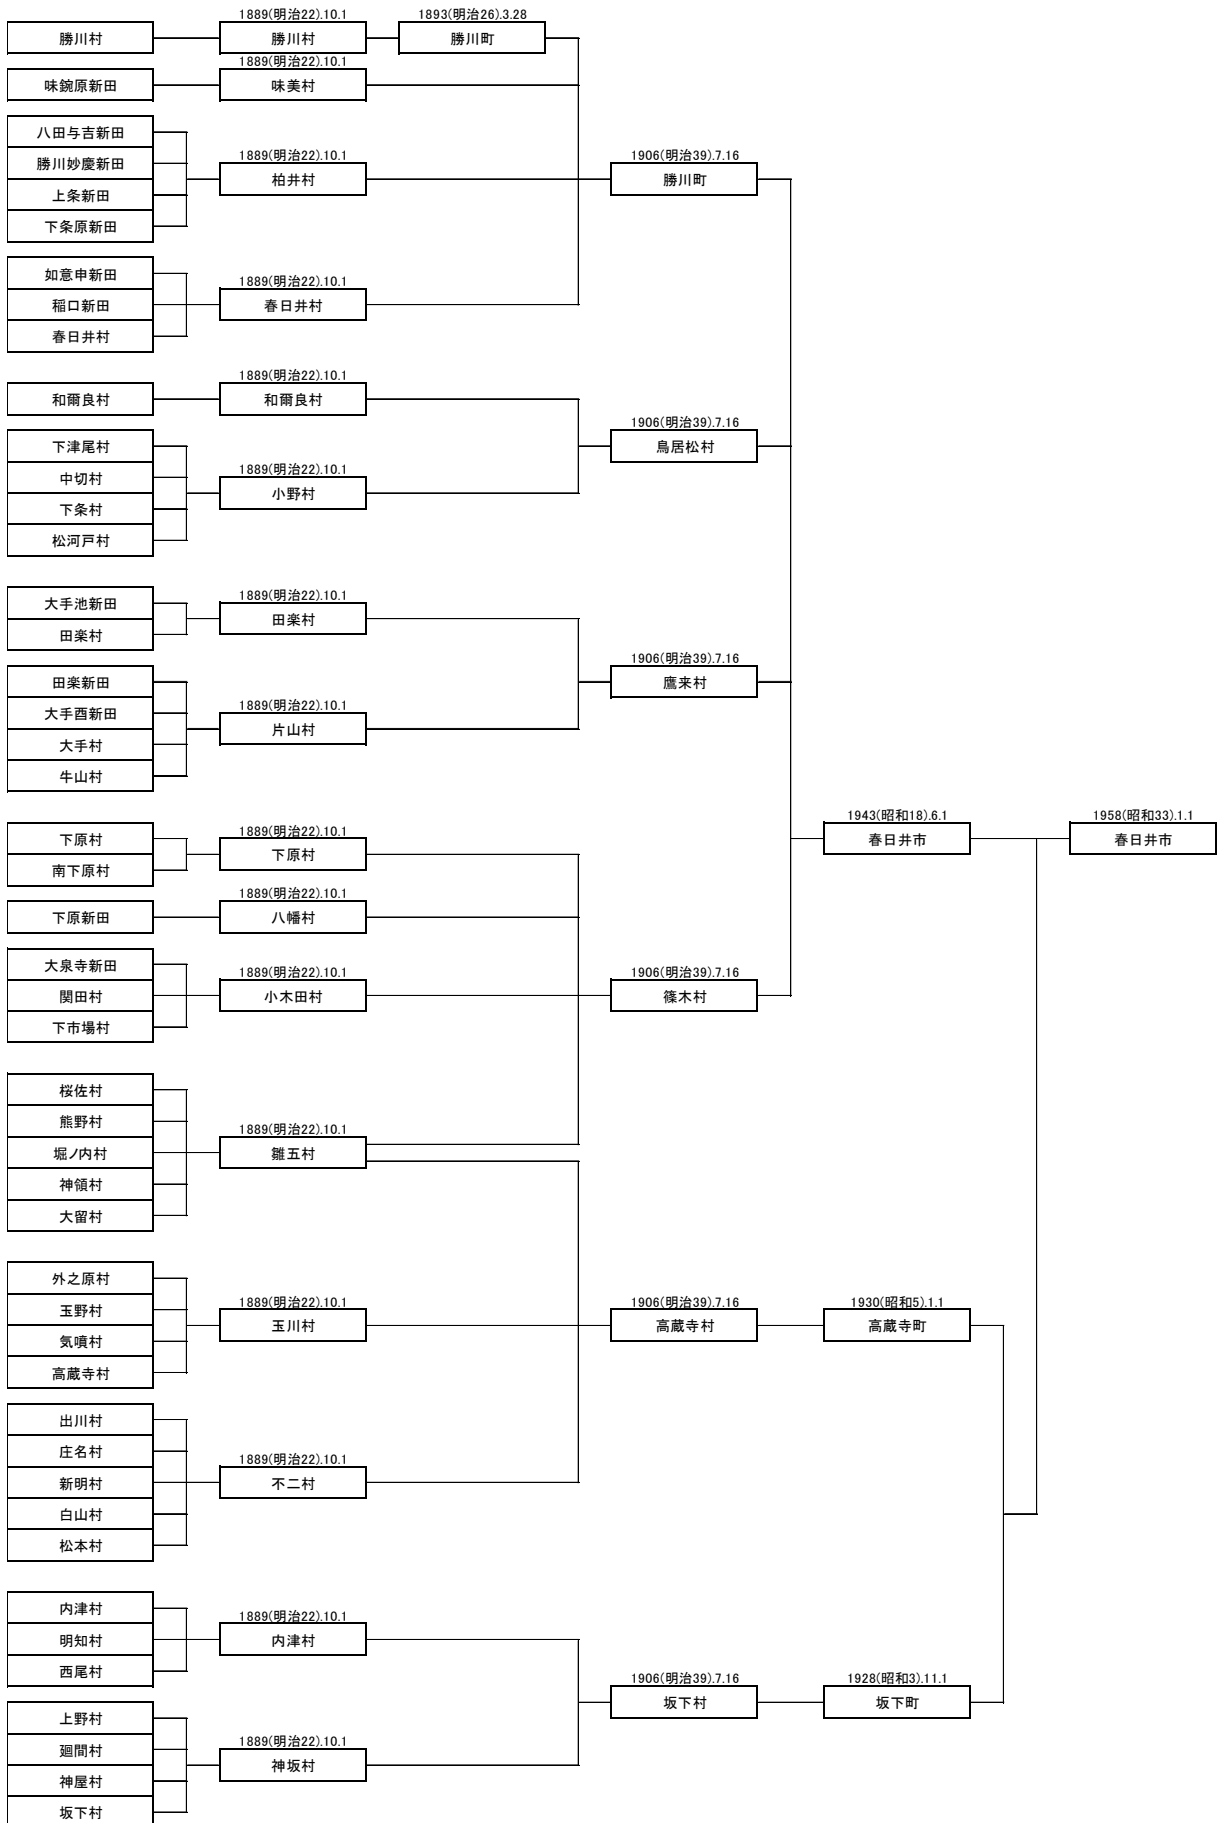 1889(明治22).10.1
1893(明治26).3.28
勝川村
勝川村
勝川町
1889(明治22).10.1
味鋺原新田
味美村
八田与吉新田
勝川妙慶新田
上条新田
下条原新田
1889(明治22).10.1
柏井村
1906(明治39).7.16
勝川町
如意申新田
稲口新田
春日井村
1889(明治22).10.1
春日井村
1889(明治22).10.1
和爾良村
和爾良村
下津尾村
中切村
下条村
松河戸村
1889(明治22).10.1
小野村
1906(明治39).7.16
鳥居松村
大手池新田
田楽村
1889(明治22).10.1
田楽村
田楽新田
大手酉新田
大手村
牛山村
1889(明治22).10.1
片山村
1906(明治39).7.16
鷹来村
1943(昭和18).6.1
春日井市
1958(昭和33).1.1
春日井市
下原村
南下原村
1889(明治22).10.1
下原村
下原新田
1889(明治22).10.1
八幡村
大泉寺新田
関田村
下市場村
1889(明治22).10.1
小木田村
1906(明治39).7.16
篠木村
桜佐村
熊野村
堀ノ内村
神領村
大留村
1889(明治22).10.1
雛五村
外之原村
玉野村
気噴村
高蔵寺村
1889(明治22).10.1
玉川村
1906(明治39).7.16
高蔵寺村
1930(昭和5).1.1
高蔵寺町
出川村
庄名村
新明村
白山村
松本村
1889(明治22).10.1
不二村
内津村
明知村
西尾村
1889(明治22).10.1
内津村
1906(明治39).7.16
坂下村
1928(昭和3).11.1
坂下町
上野村
廻間村
神屋村
坂下村
1889(明治22).10.1
神坂村